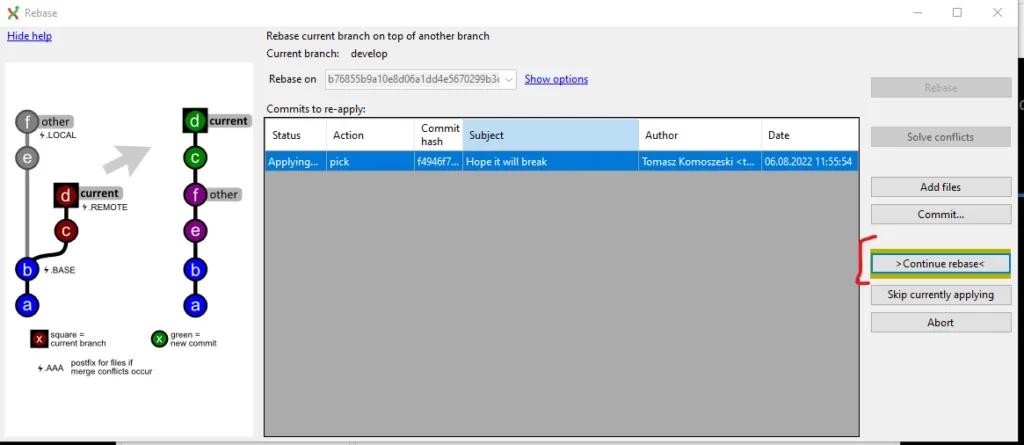 Rebase
Hide help
Rebase current branch on top of another branch
Current branch: develop
Rebase on b76855b9a10e8d06a1dd4e5670299b3 Show options
Commits to re-apply:
Status Action Commit hash Subject Author Date
Applying... pick f4946f7... Hope it will break Tomasz Komoszeski <t... 06.08.2022 11:55:54
f other
.LOCAL
e
d current
.REMOTE
c
b .BASE
a
d current
c
f other
e
b
a
x square =
current branch
x green =
new commit
.AAA postfix for files if
merge conflicts occur
Rebase
Solve conflicts
Add files
Commit...
>Continue rebase<
Skip currently applying
Abort